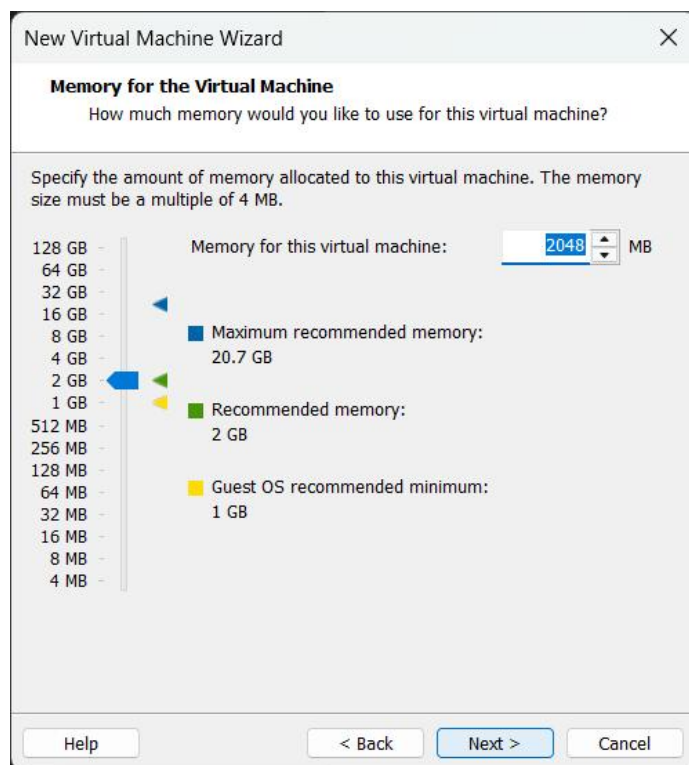 New Virtual Machine Wizard
Memory for the Virtual Machine
How much memory would you like to use for this virtual machine?
Specify the amount of memory allocated to this virtual machine. The memory
size must be a multiple of 4 MB.
Memory for this virtual machine: 2048 MB
128 GB
64 GB
32 GB
16 GB
8 GB
4 GB
2 GB
1 GB
512 MB
256 MB
128 MB
64 MB
32 MB
16 MB
8 MB
4 MB
Maximum recommended memory:
20.7 GB
Recommended memory:
2 GB
Guest OS recommended minimum:
1 GB
Help
< Back
Next >
Cancel